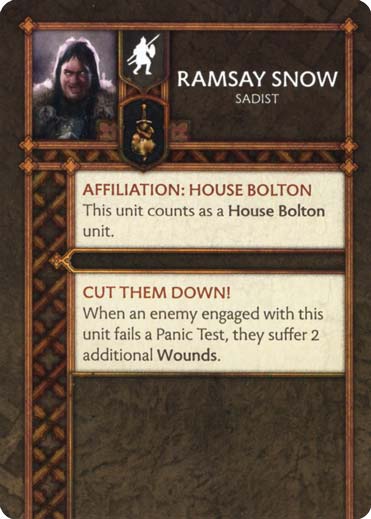 RAMSAY SNOW
SADIST
AFFILIATION: HOUSE BOLTON
This unit counts as a House Bolton
unit.
CUT THEM DOWN!
When an enemy engaged with this
unit fails a Panic Test, they suffer 2
additional Wounds.